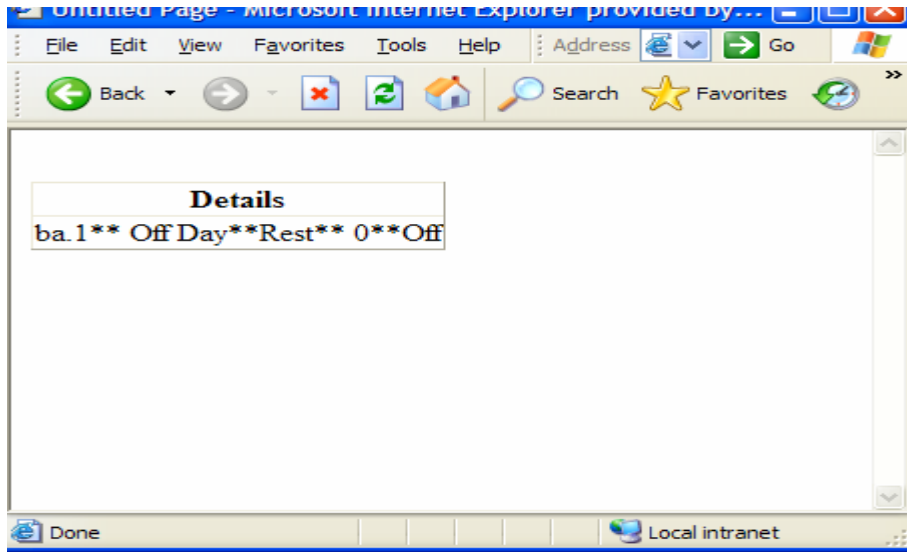 Untitled Page - Microsoft Internet Explorer provided by...
File Edit View Favorites Tools Help Address Go
Back Search Favorites »
Details
ba.1** Off Day**Rest** 0**Off
Done Local intranet